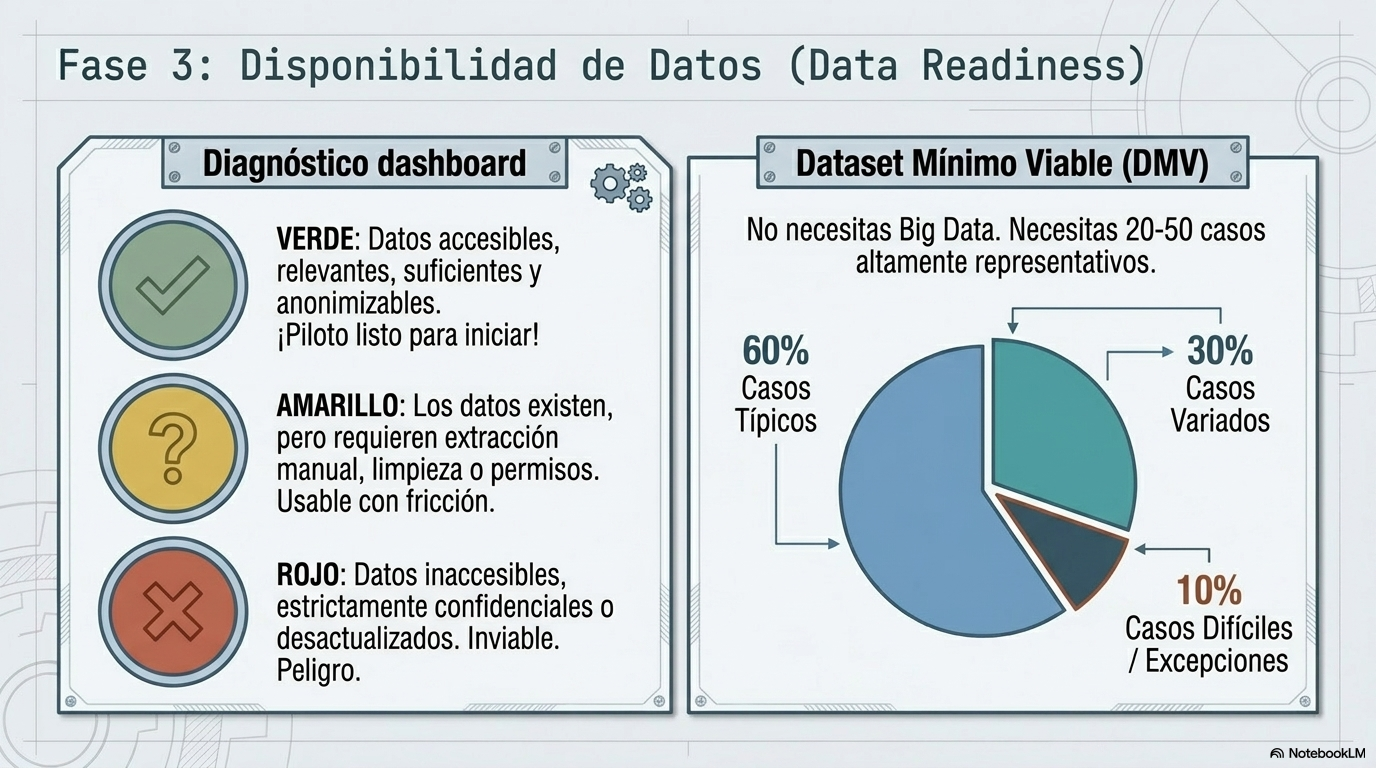 Fase 3: Disponibilidad de Datos (Data Readiness)
Diagnóstico dashboard
VERDE: Datos accesibles,
relevantes, suficientes y
anonimizables.
¡Piloto listo para iniciar!
AMARILLO: Los datos existen,
pero requieren extracción
manual, limpieza o permisos.
Usable con fricción.
ROJO: Datos inaccesibles,
estrictamente confidenciales o
desactualizados. Inviable.
Peligro.
Dataset Mínimo Viable (DMV)
No necesitas Big Data. Necesitas 20-50 casos
altamente representativos.
60%
Casos
Típicos
30%
Casos
Variados
10%
Casos Difíciles
/ Excepciones
NotebookLM